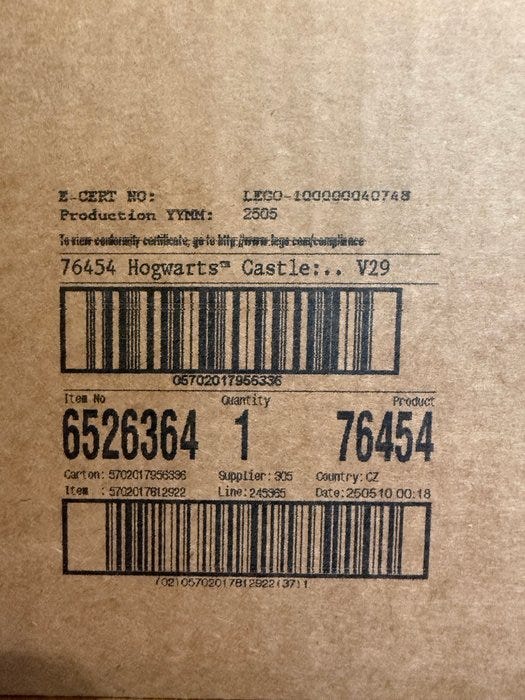 E-CERT NO: LEGO-100000040748
Production YYMM: 2505
To view conformity certificate, go to http://www.lego.com/compliance
76454 Hogwarts™ Castle:.. V29
05702017956336
Item No Quantity Product
6526364 1 76454
Carton: 5702017956336 Supplier: 905 Country: CZ
Item : 5702017812922 Line: 245365 Date: 250510 00:18
(02)05702017812922(37)1